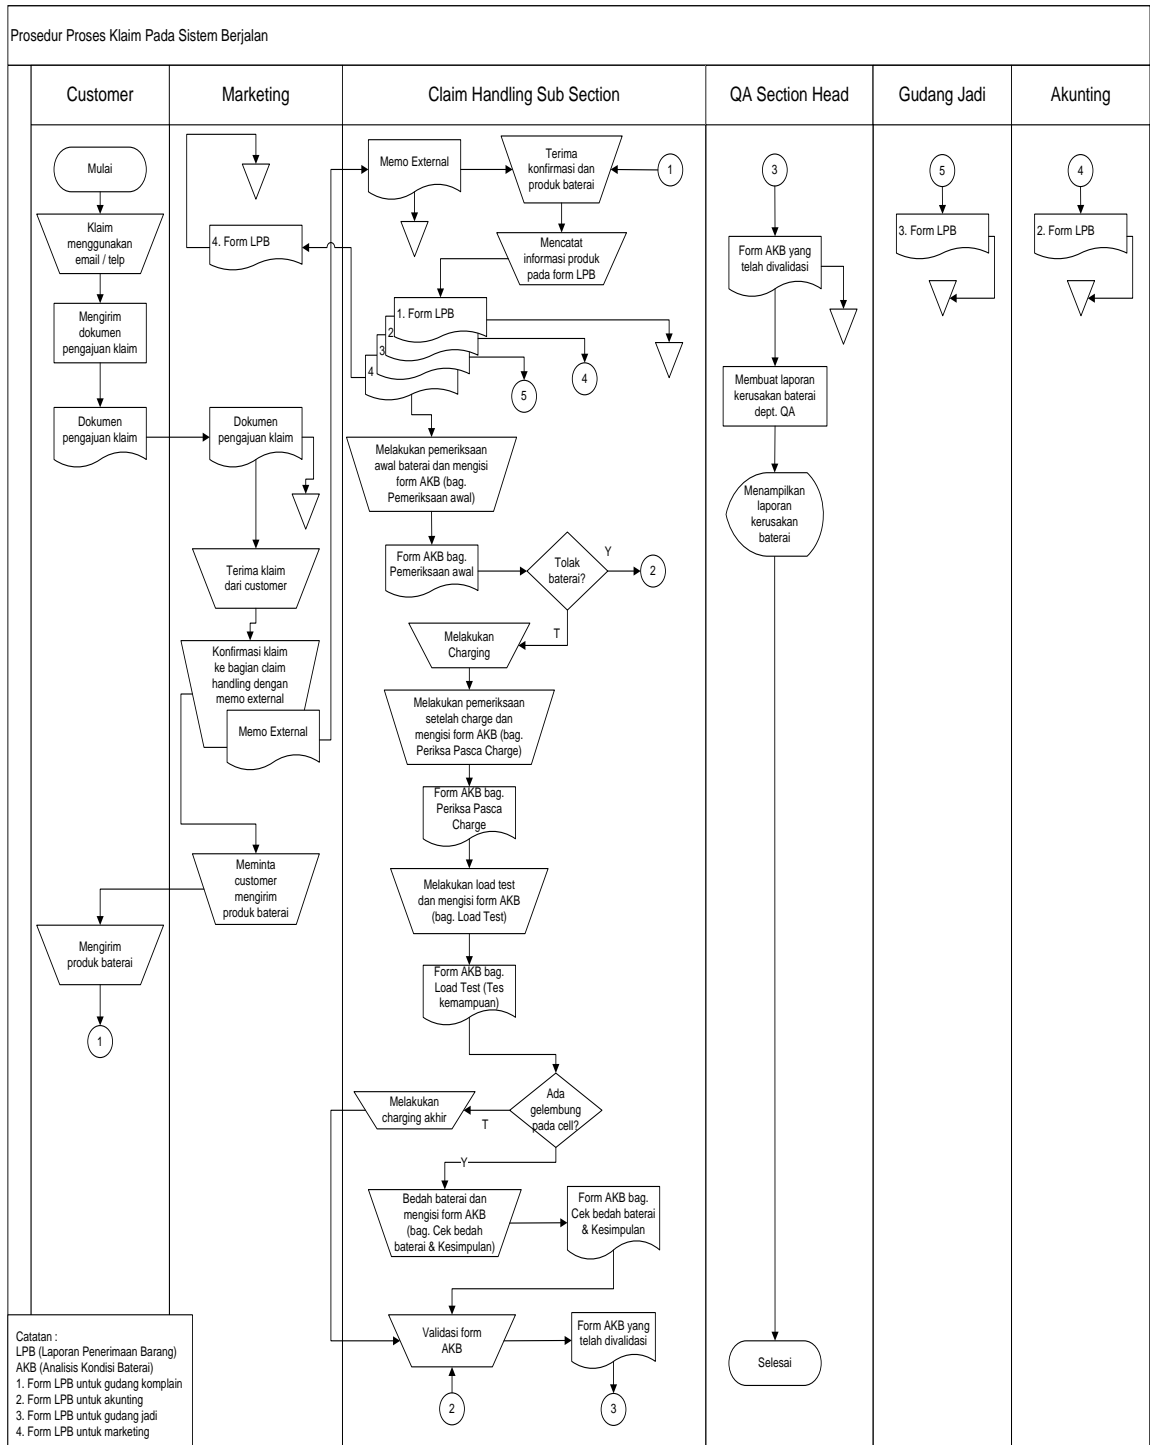 Prosedur Proses Klaim Pada Sistem Berjalan
Customer
Marketing
Claim Handling Sub Section
QA Section Head
Gudang Jadi
Akunting
Mulai
Klaim
menggunakan
email / telp
Mengirim
dokumen
pengajuan klaim
Dokumen
pengajuan klaim
Mengirim
produk baterai
1
4. Form LPB
Dokumen
pengajuan klaim
Terima klaim
dari customer
Konfirmasi klaim
ke bagian claim
handling dengan
memo external
Memo External
Meminta
customer
mengirim
produk baterai
Memo External
Terima
konfirmasi dan
produk baterai
1
Mencatat
informasi produk
pada form LPB
1. Form LPB
2
3
4
4
5
Melakukan pemeriksaan
awal baterai dan mengisi
form AKB (bag.
Pemeriksaan awal)
Form AKB bag.
Pemeriksaan awal
Tolak
baterai?
Y
2
T
Melakukan
Charging
Melakukan pemeriksaan
setelah charge dan
mengisi form AKB (bag.
Periksa Pasca Charge)
Form AKB bag.
Periksa Pasca
Charge
Melakukan load test
dan mengisi form AKB
(bag. Load Test)
Form AKB bag.
Load Test (Tes
kemampuan)
Ada
gelembung
pada cell?
T
Melakukan
charging akhir
Y
Bedah baterai dan
mengisi form AKB
(bag. Cek bedah
baterai & Kesimpulan)
Form AKB bag.
Cek bedah baterai
& Kesimpulan
Validasi form
AKB
Form AKB yang
telah divalidasi
2
3
3
Form AKB yang
telah divalidasi
Membuat laporan
kerusakan baterai
dept. QA
Menampilkan
laporan
kerusakan
baterai
Selesai
5
3. Form LPB
4
2. Form LPB
Catatan :
LPB (Laporan Penerimaan Barang)
AKB (Analisis Kondisi Baterai)
1. Form LPB untuk gudang komplain
2. Form LPB untuk akunting
3. Form LPB untuk gudang jadi
4. Form LPB untuk marketing